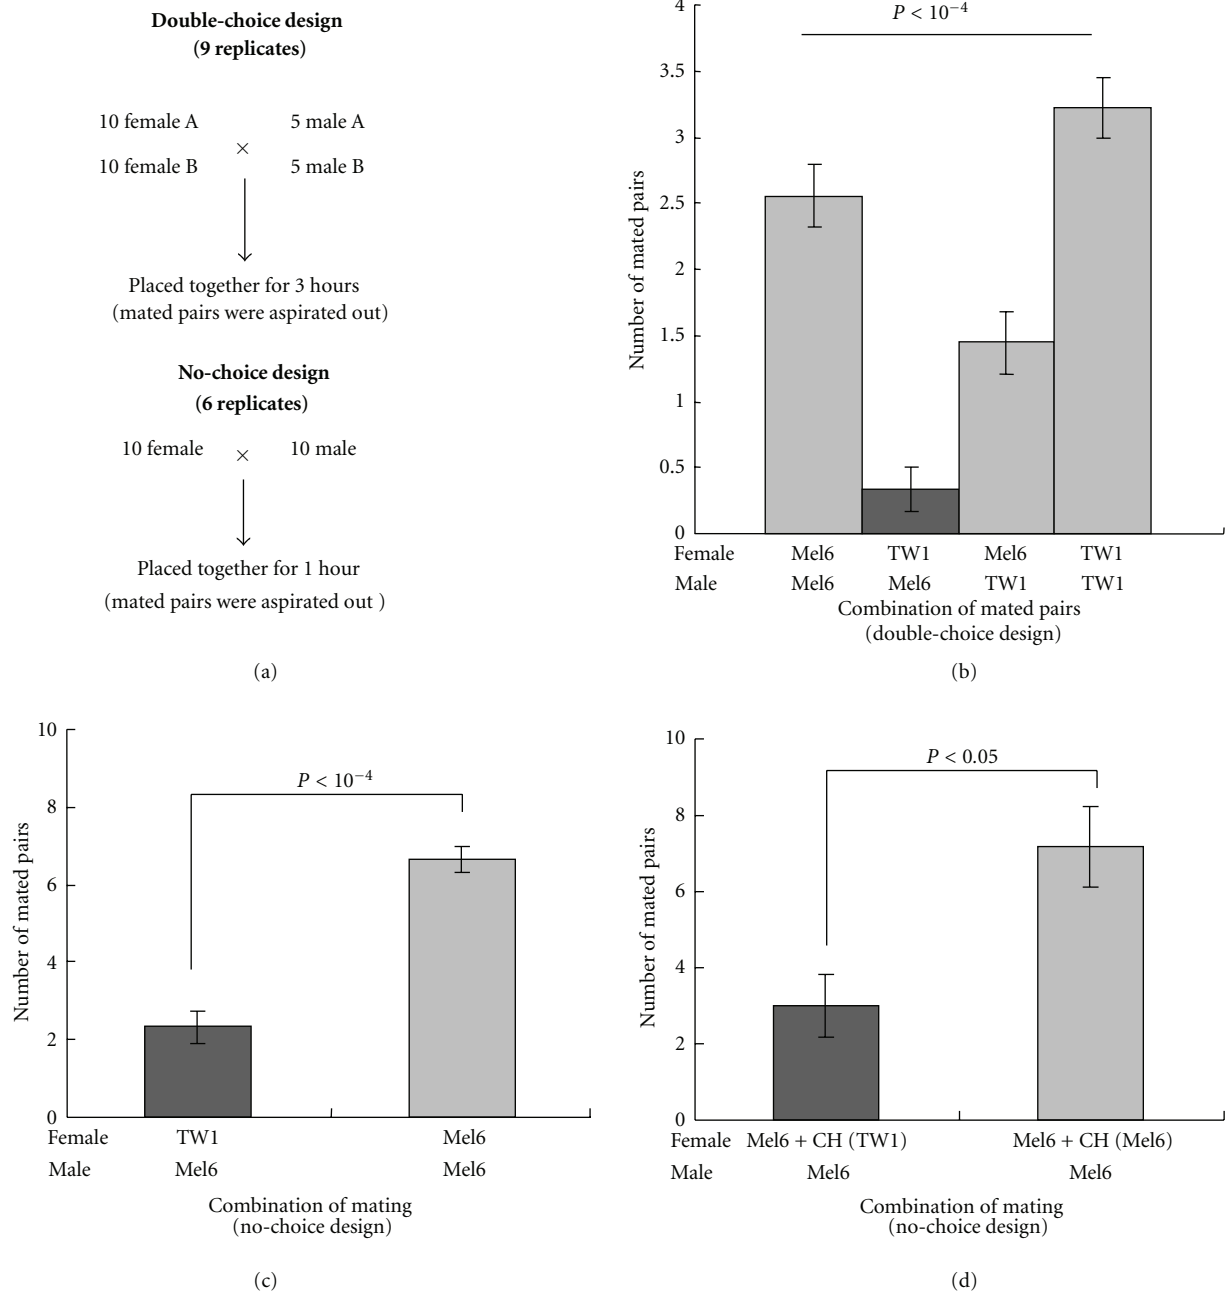 Double-choice design
(9 replicates)
10 female A 5 male A
×
10 female B 5 male B
Placed together for 3 hours
(mated pairs were aspirated out)
No-choice design
(6 replicates)
10 female × 10 male
Placed together for 1 hour
(mated pairs were aspirated out )
(a)
P < 10⁻⁴
4
3.5
3
2.5
2
1.5
1
0.5
0
Number of mated pairs
Female Mel6 TW1 Mel6 TW1
Male Mel6 Mel6 TW1 TW1
Combination of mated pairs
(double-choice design)
(b)
P < 10⁻⁴
10
8
6
4
2
0
Number of mated pairs
Female TW1 Mel6
Male Mel6 Mel6
Combination of mating
(no-choice design)
(c)
P < 0.05
10
8
6
4
2
0
Number of mated pairs
Female Mel6 + CH (TW1) Mel6 + CH (Mel6)
Male Mel6 Mel6
Combination of mating
(no-choice design)
(d)